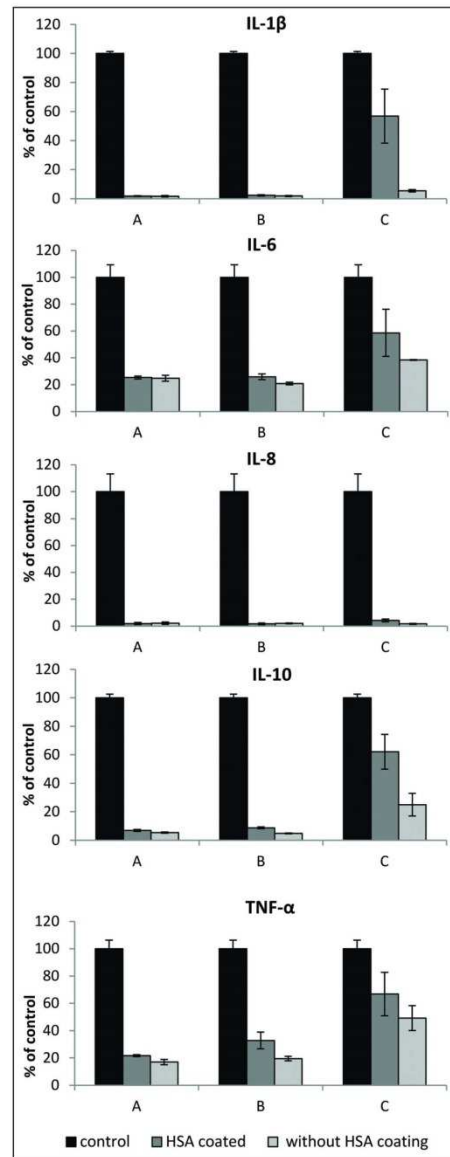 IL-1β
% of control
120
100
80
60
40
20
0
A B C
IL-6
% of control
120
100
80
60
40
20
0
A B C
IL-8
% of control
120
100
80
60
40
20
0
A B C
IL-10
% of control
120
100
80
60
40
20
0
A B C
TNF-α
% of control
120
100
80
60
40
20
0
A B C
control HSA coated without HSA coating